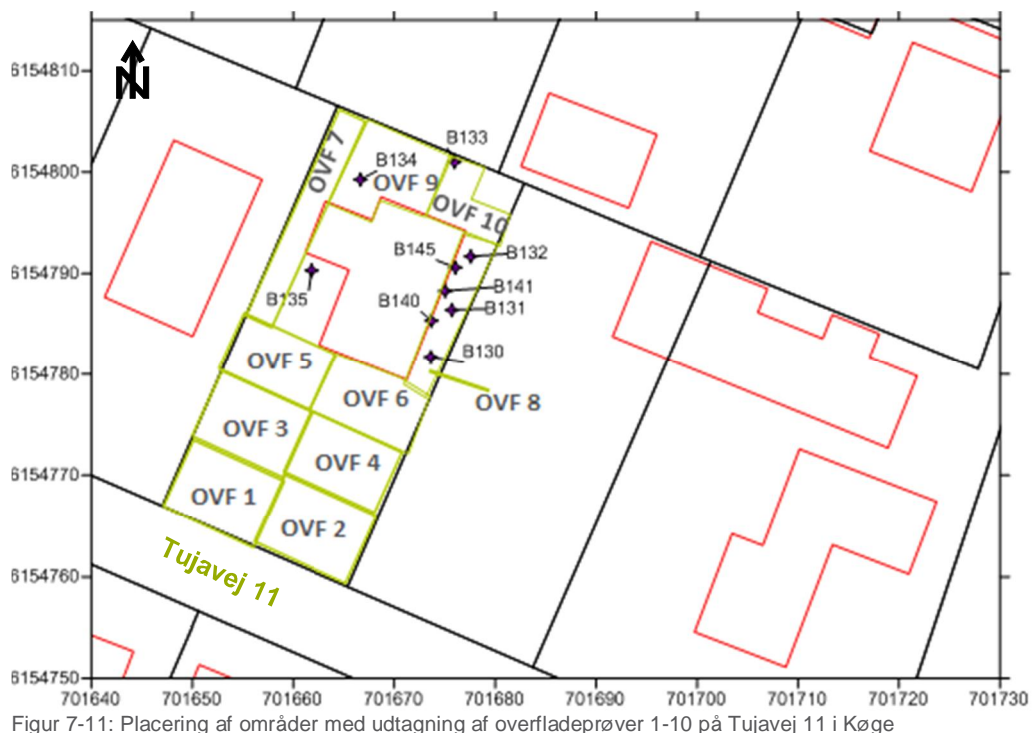 6154810
N
B133
6154800
OVF 7
B134
OVF 9
OVF 10
B145
B132
6154790
B141
B135
B140
B131
B130
6154780
OVF 5
OVF 6
OVF 8
OVF 3
OVF 4
6154770
OVF 1
OVF 2
Tujavej 11
6154760
6154750
701640 701650 701660 701670 701680 701690 701700 701710 701720 701730
Figur 7-11: Placering af områder med udtagning af overfladeprøver 1-10 på Tujavej 11 i Køge